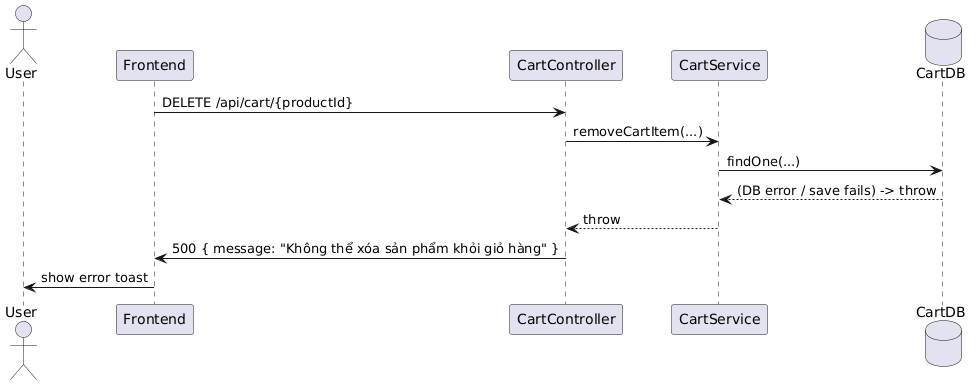 User
Frontend
CartController
CartService
CartDB
DELETE /api/cart/{productId}
removeCartItem(...)
findOne(...)
(DB error / save fails) -> throw
throw
500 { message: "Không thể xóa sản phẩm khỏi giỏ hàng" }
show error toast
User
Frontend
CartController
CartService
CartDB